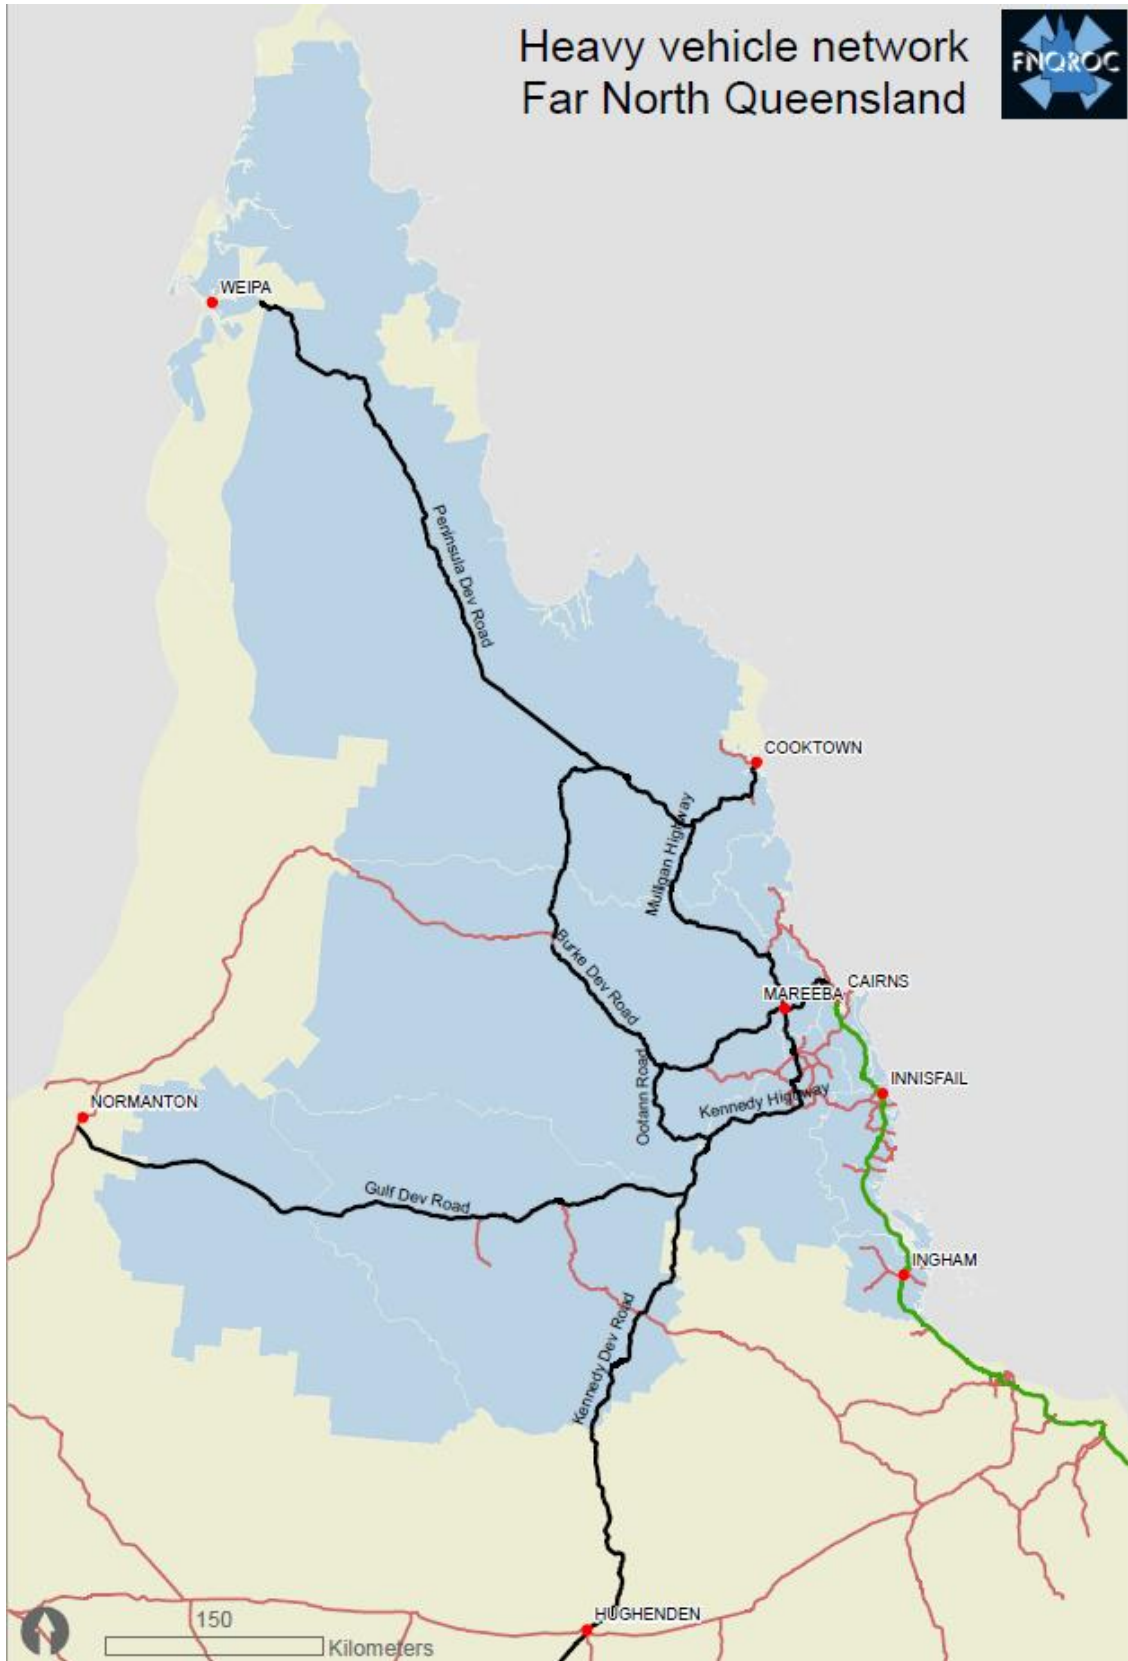 Heavy vehicle network
Far North Queensland
FNQROC
WEIPA
Peninsula Dev Road
COOKTOWN
Mulligan Highway
Burke Dev Road
CAIRNS
MAREEBA
Ootann Road
INNISFAIL
Kennedy Highway
NORMANTON
Gulf Dev Road
INGHAM
Kennedy Dev Road
HUGHENDEN
150
Kilometers